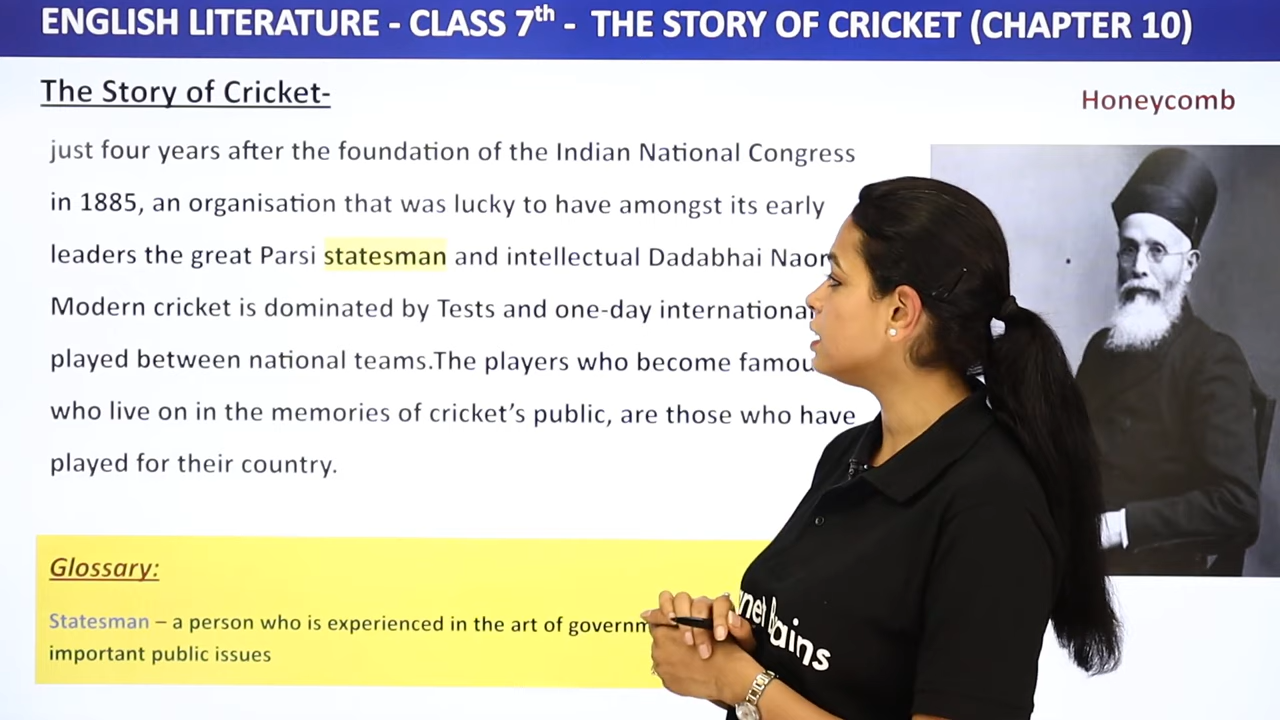 ENGLISH LITERATURE - CLASS 7th - THE STORY OF CRICKET (CHAPTER 10)
The Story of Cricket-
Honeycomb
just four years after the foundation of the Indian National Congress
in 1885, an organisation that was lucky to have amongst its early
leaders the great Parsi statesman and intellectual Dadabhai
Modern cricket is dominated by Tests and one-day
played between national teams.The players who become
who live on in the memories of cricket's public, are those who have
played for their country.
Glossary:
Statesman – a person who is experienced in the art of
important public issues